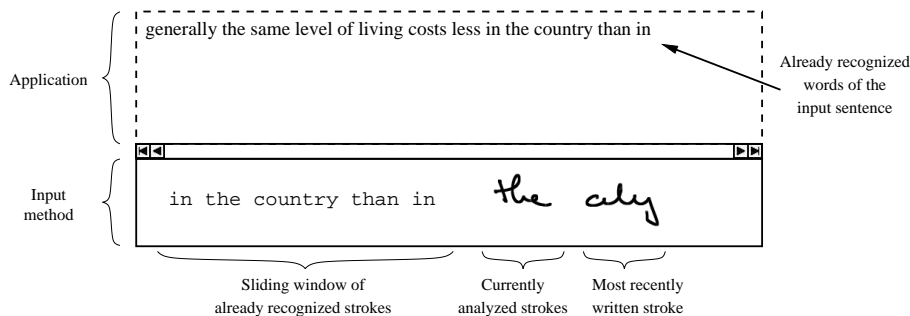 generally the same level of living costs less in the country than in
Application
Already recognized
words of the
input sentence
Input
method
in the country than in the city
Sliding window of
already recognized strokes
Currently
analyzed strokes
Most recently
written stroke